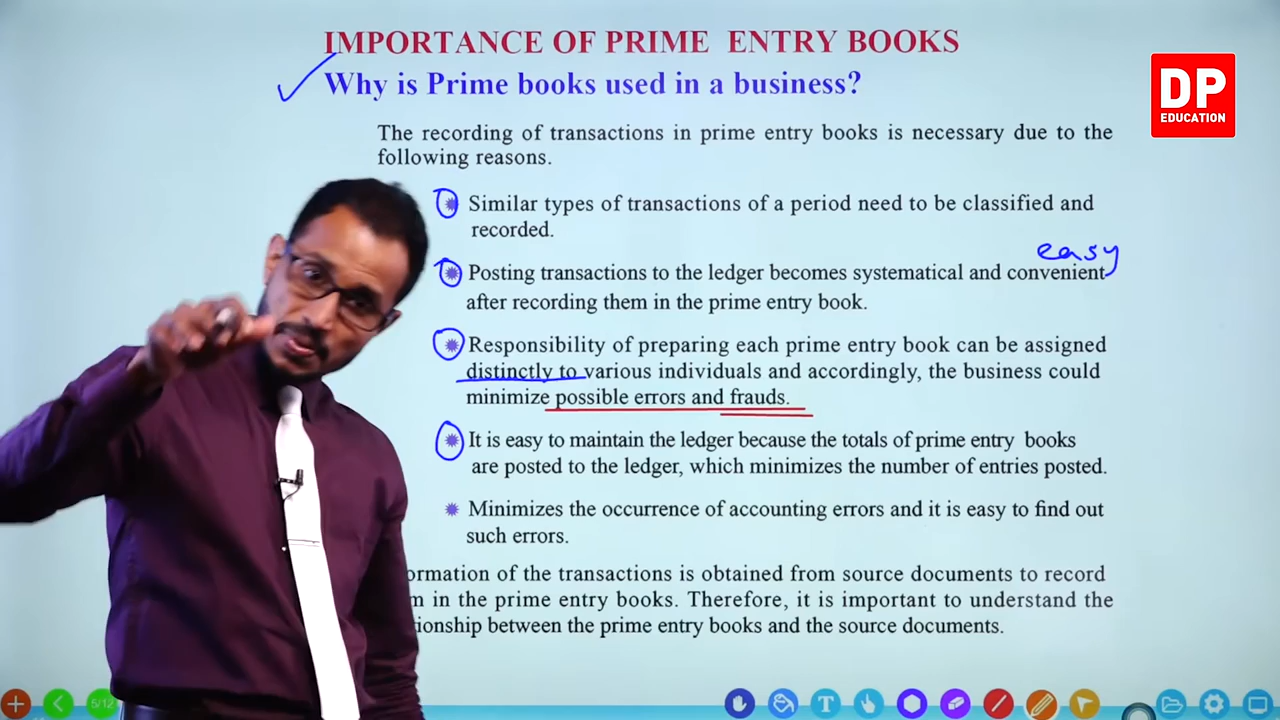 IMPORTANCE OF PRIME ENTRY BOOKS
Why is Prime books used in a business?
DP
EDUCATION
The recording of transactions in prime entry books is necessary due to the
following reasons.
Similar types of transactions of a period need to be classified and
recorded.
easy
Posting transactions to the ledger becomes systematical and convenient
after recording them in the prime entry book.
Responsibility of preparing each prime entry book can be assigned
distinctly to various individuals and accordingly, the business could
minimize possible errors and frauds.
It is easy to maintain the ledger because the totals of prime entry books
are posted to the ledger, which minimizes the number of entries posted.
Minimizes the occurrence of accounting errors and it is easy to find out
such errors.
of the transactions is obtained from source documents to record
in the prime entry books. Therefore, it is important to understand the
between the prime entry books and the source documents.
5/12
T